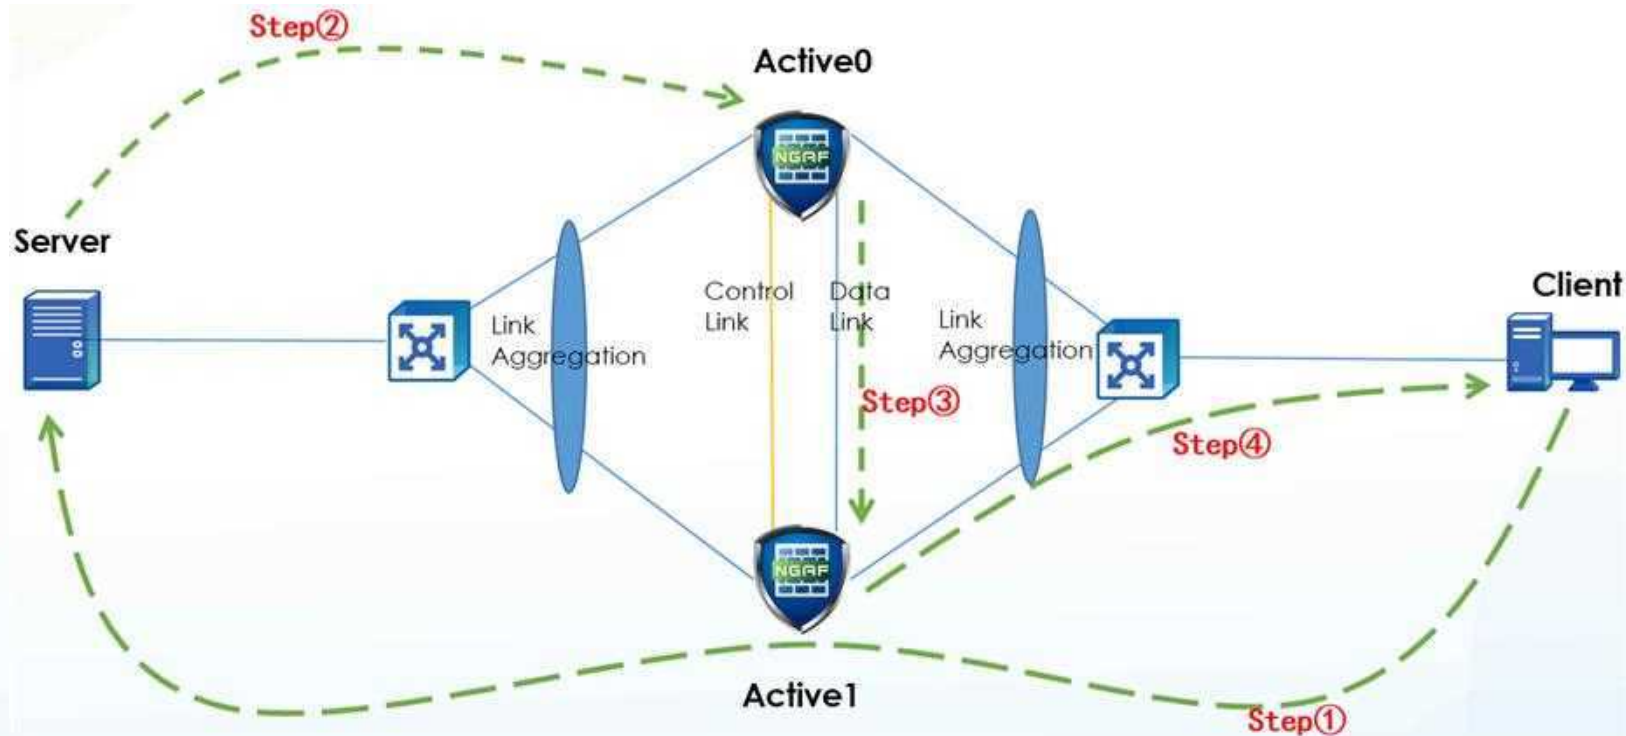 Step②
Active0
NGAF
Server
Client
Control
Link
Data
Link
Link
Aggregation
Link
Aggregation
Step③
Step④
NGAF
Active1
Step①